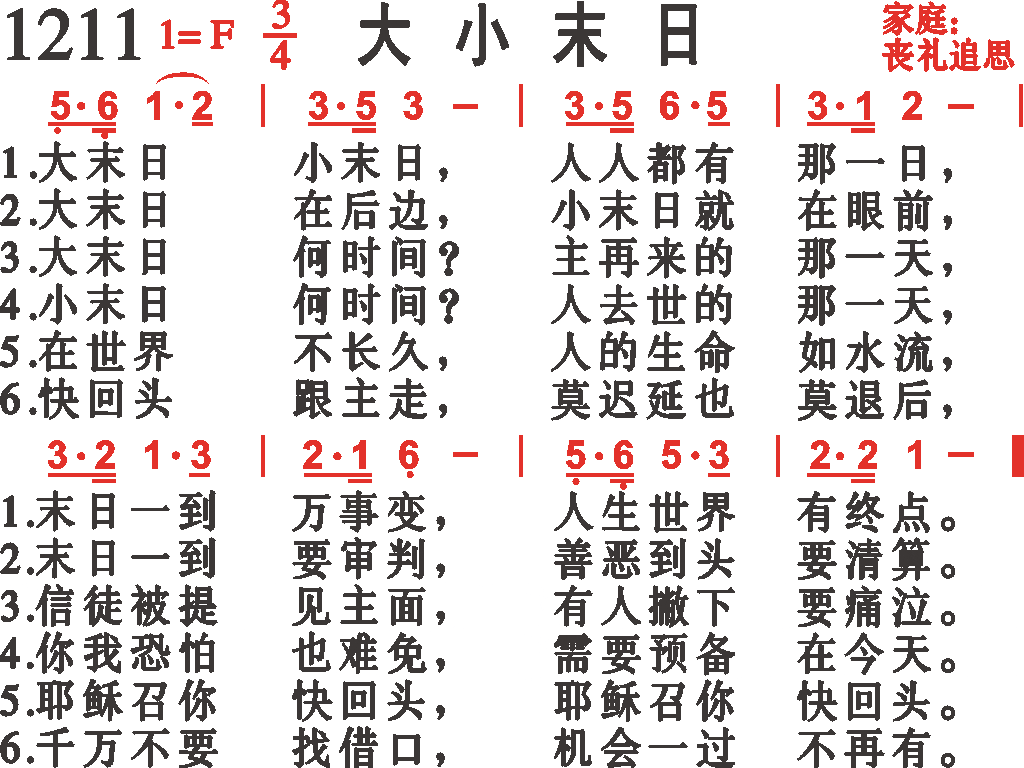 1211 1=F 3/4 大小末日 家庭:
丧礼追思
5·6 1·2 | 3·5 3 − | 3·5 6·5 | 3·1 2 − |
1.大末日 小末日, 人人都有 那一日,
2.大末日 在后边, 小末日就 在眼前,
3.大末日 何时间? 主再来的 那一天,
4.小末日 何时间? 人去世的 那一天,
5.在世界 不长久, 人的生命 如水流,
6.快回头 跟主走, 莫迟延也 莫退后,
3·2 1·3 | 2·1 6 − | 5·6 5·3 | 2·2 1 −
1.末日一到 万事变, 人生世界 有终点。
2.末日一到 要审判, 善恶到头 要清算。
3.信徒被提 见主面, 有人撇下 要痛泣。
4.你我恐怕 也难免, 需要预备 在今天。
5.耶稣召你 快回头, 耶稣召你 快回头。
6.千万不要 找借口, 机会一过 不再有。